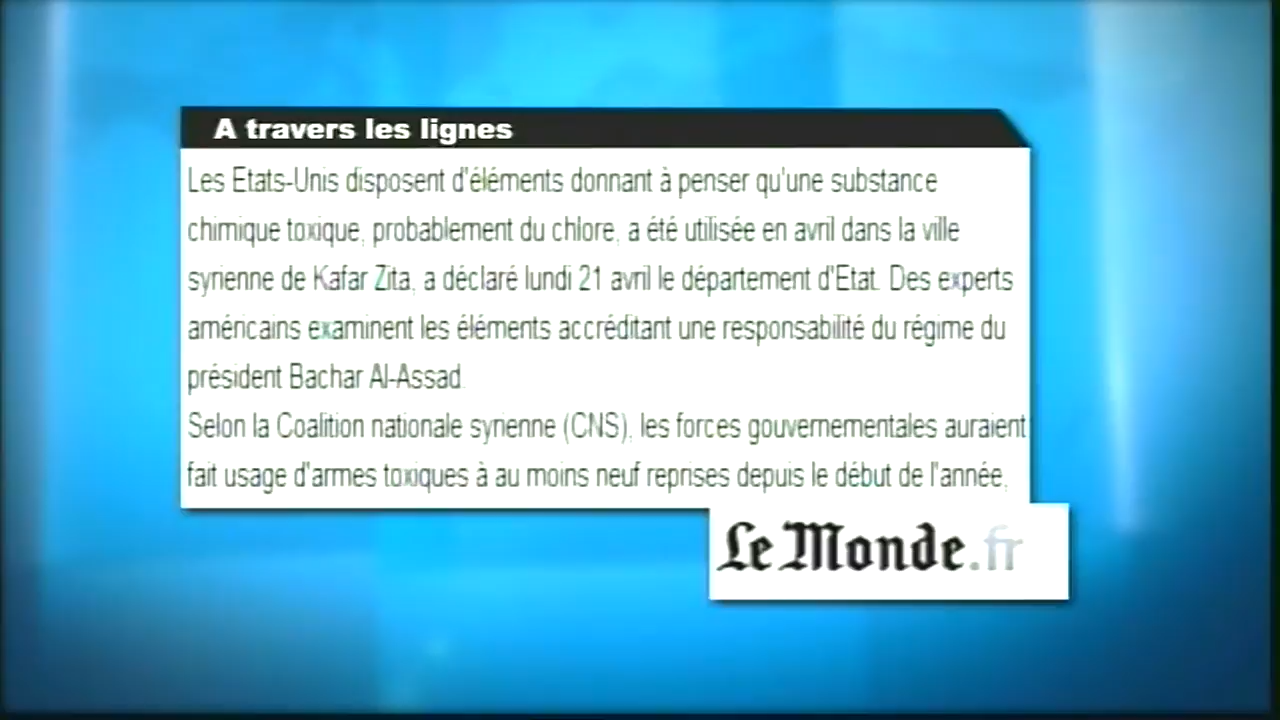 A travers les lignes
Les Etats-Unis disposent d'éléments donnant à penser qu'une substance
chimique toxique, probablement du chlore, a été utilisée en avril dans la ville
syrienne de Kafar Zita, a déclaré lundi 21 avril le département d'Etat. Des experts
américains examinent les éléments accréditant une responsabilité du régime du
président Bachar Al-Assad.
Selon la Coalition nationale syrienne (CNS), les forces gouvernementales auraient
fait usage d'armes toxiques à au moins neuf reprises depuis le début de l'année,
Le Monde.fr